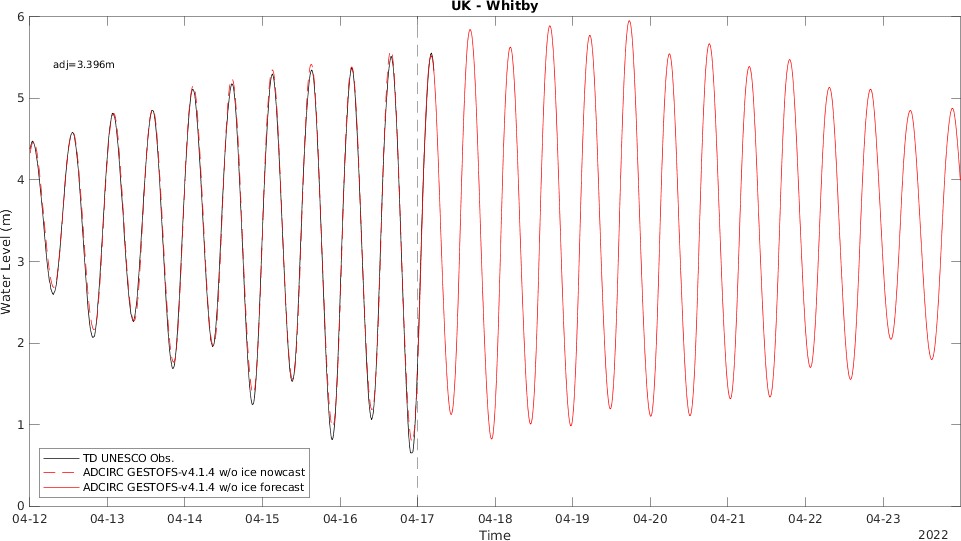 UK - Whitby
adj=3.396m
6
5
4
3
2
1
0
Water Level (m)
TD UNESCO Obs.
ADCIRC GESTOFS-v4.1.4 w/o ice nowcast
ADCIRC GESTOFS-v4.1.4 w/o ice forecast
04-12 04-13 04-14 04-15 04-16 04-17 04-18 04-19 04-20 04-21 04-22 04-23
Time
2022